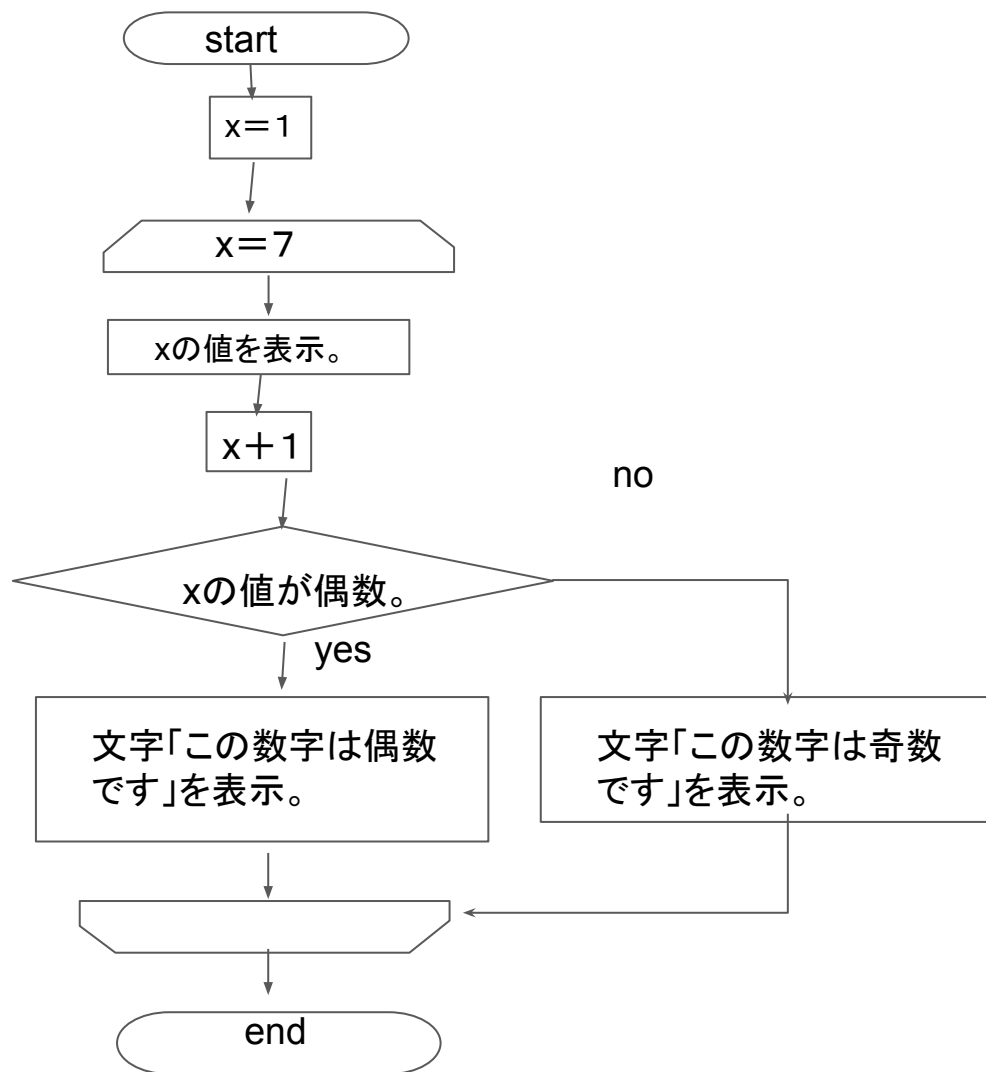 start
x＝1
x＝7
xの値を表示。
x＋1
no
xの値が偶数。
yes
文字「この数字は偶数
です」を表示。
文字「この数字は奇数
です」を表示。
end